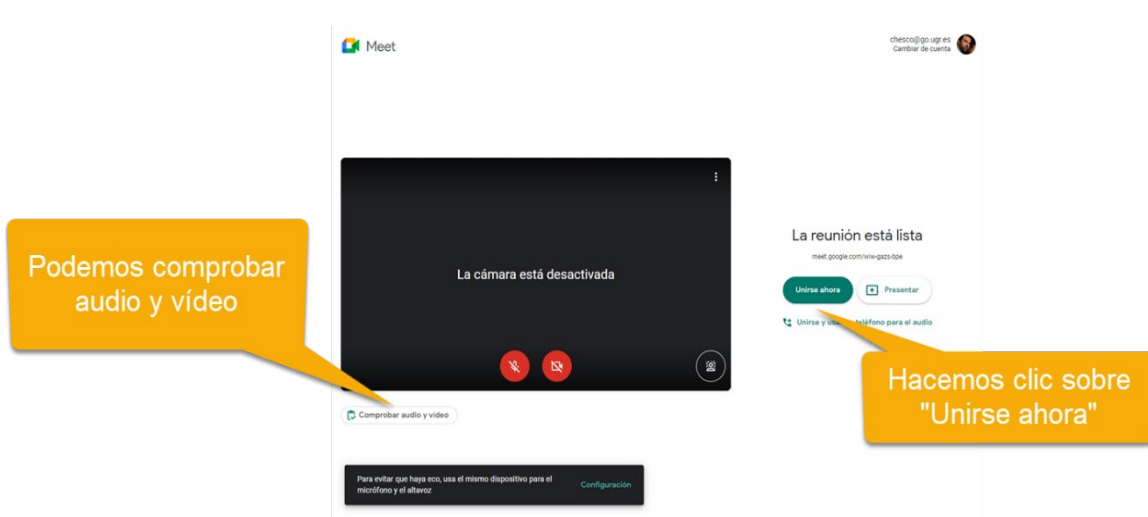 Meet
chesco@go.ugr.es
Cambiar de cuenta
La cámara está desactivada
Podemos comprobar
audio y vídeo
La reunión está lista
meet.google.com/wiw-gazs-bpe
Unirse ahora
Presentar
Unirse y teléfono para el audio
Hacemos clic sobre
"Unirse ahora"
Comprobar audio y vídeo
Para evitar que haya eco, usa el mismo dispositivo para el
micrófono y el altavoz
Configuración